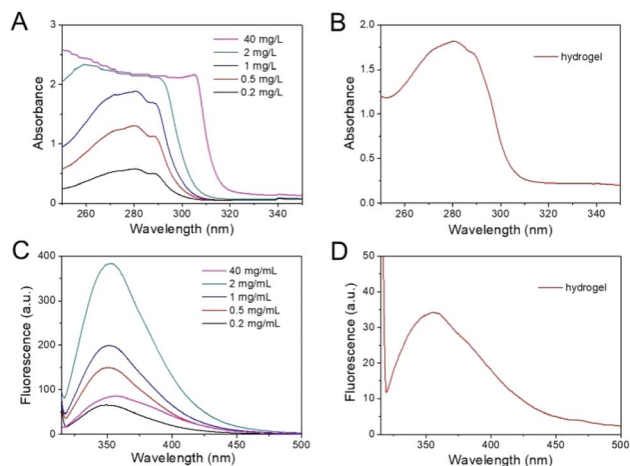 A
3
2
1
0
Absorbance
260 280 300 320 340
Wavelength (nm)
40 mg/L
2 mg/L
1 mg/L
0.5 mg/L
0.2 mg/L
B
2.0
1.5
1.0
0.5
0.0
Absorbance
260 280 300 320 340
Wavelength (nm)
hydrogel
C
400
300
200
100
0
Fluorescence (a.u.)
350 400 450 500
Wavelength (nm)
40 mg/mL
2 mg/mL
1 mg/mL
0.5 mg/mL
0.2 mg/mL
D
50
40
30
20
10
0
Fluorescence (a.u.)
350 400 450 500
Wavelength (nm)
hydrogel